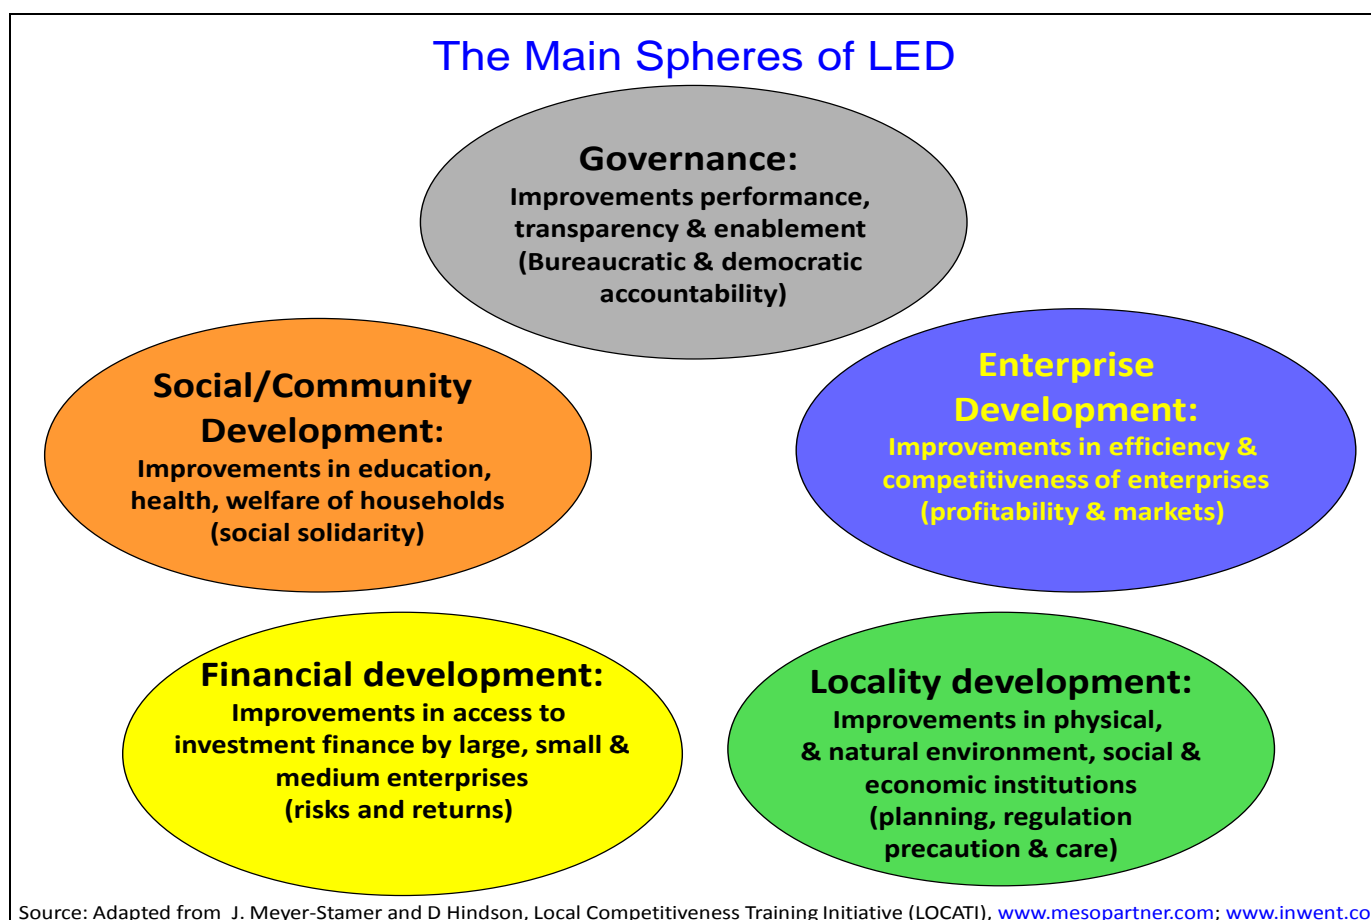 The Main Spheres of LED
Governance:
Improvements performance,
transparency & enablement
(Bureaucratic & democratic
accountability)
Social/Community
Development:
Improvements in education,
health, welfare of households
(social solidarity)
Enterprise
Development:
Improvements in efficiency &
competitiveness of enterprises
(profitability & markets)
Financial development:
Improvements in access to
investment finance by large, small &
medium enterprises
(risks and returns)
Locality development:
Improvements in physical,
& natural environment, social &
economic institutions
(planning, regulation
precaution & care)
Source: Adapted from J. Meyer-Stamer and D Hindson, Local Competitiveness Training Initiative (LOCATI), www.mesopartner.com; www.inwent.co